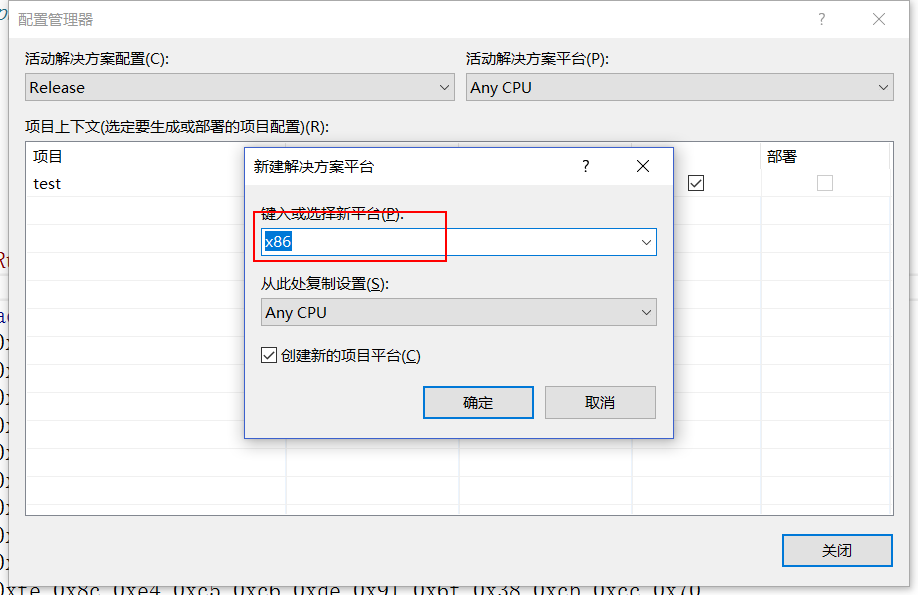 配置管理器
活动解决方案配置(C):
活动解决方案平台(P):
Release
Any CPU
项目上下文(选定要生成或部署的项目配置)(R):
项目
部署
test
新建解决方案平台
键入或选择新平台(P):
x86
从此处复制设置(S):
Any CPU
创建新的项目平台(C)
确定
取消
关闭
0xfe 0x8c 0xe4 0xc5 0xc6 0xde 0x91 0xbf 0x38 0xcb 0xcc 0x70